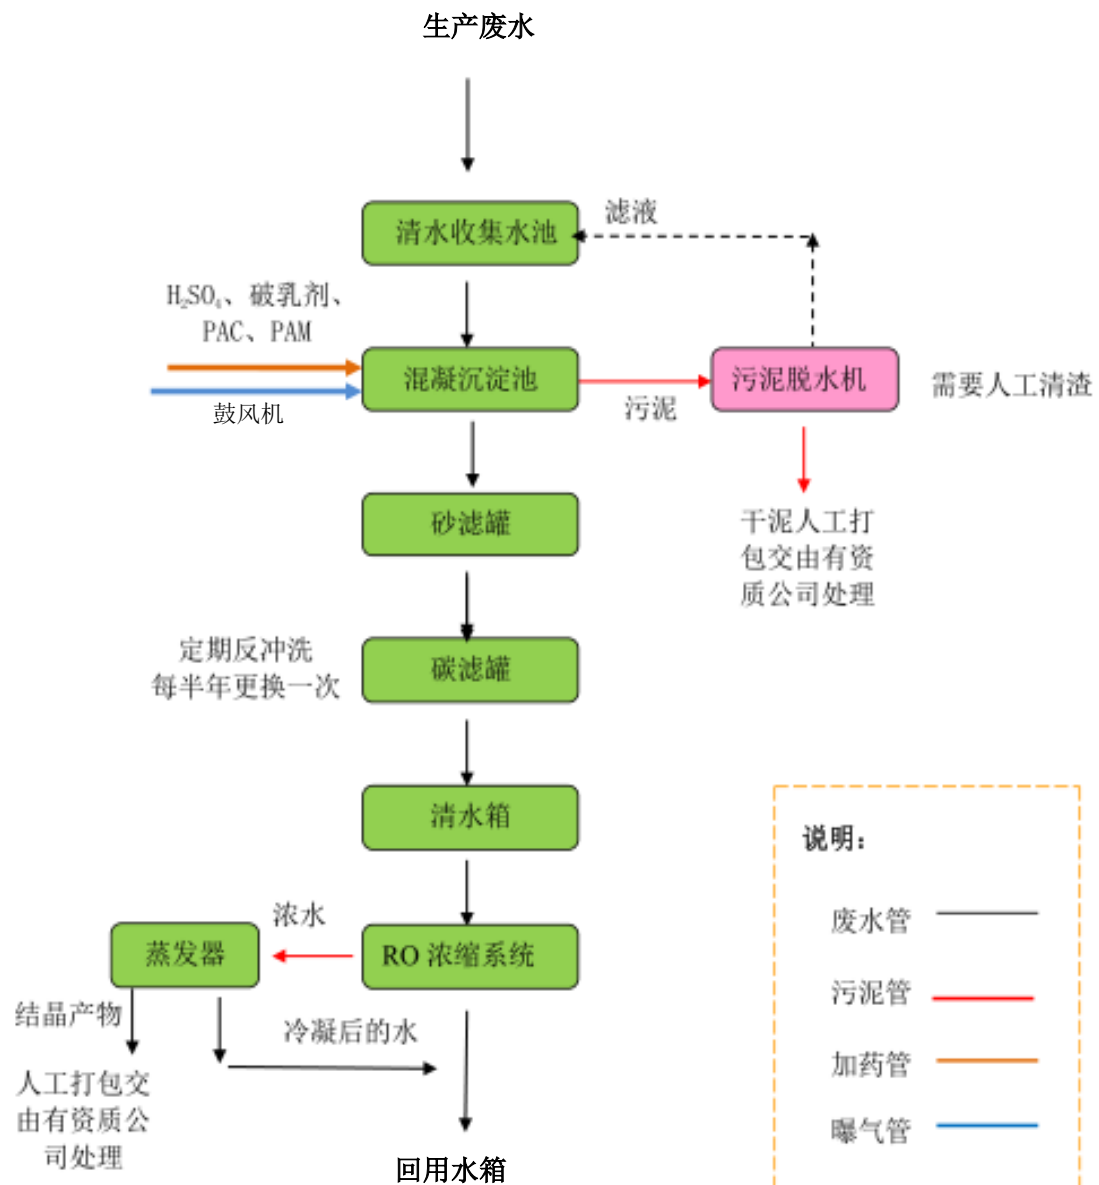 生产废水
清水收集水池
滤液
H₂SO₄、破乳剂、
PAC、PAM
混凝沉淀池
污泥脱水机
需要人工清渣
鼓风机
污泥
砂滤罐
干泥人工打
包交由有资
质公司处理
定期反冲洗
每半年更换一次
碳滤罐
清水箱
说明：
浓水
蒸发器
RO 浓缩系统
废水管
结晶产物
冷凝后的水
污泥管
人工打包交
由有资质公
司处理
加药管
曝气管
回用水箱